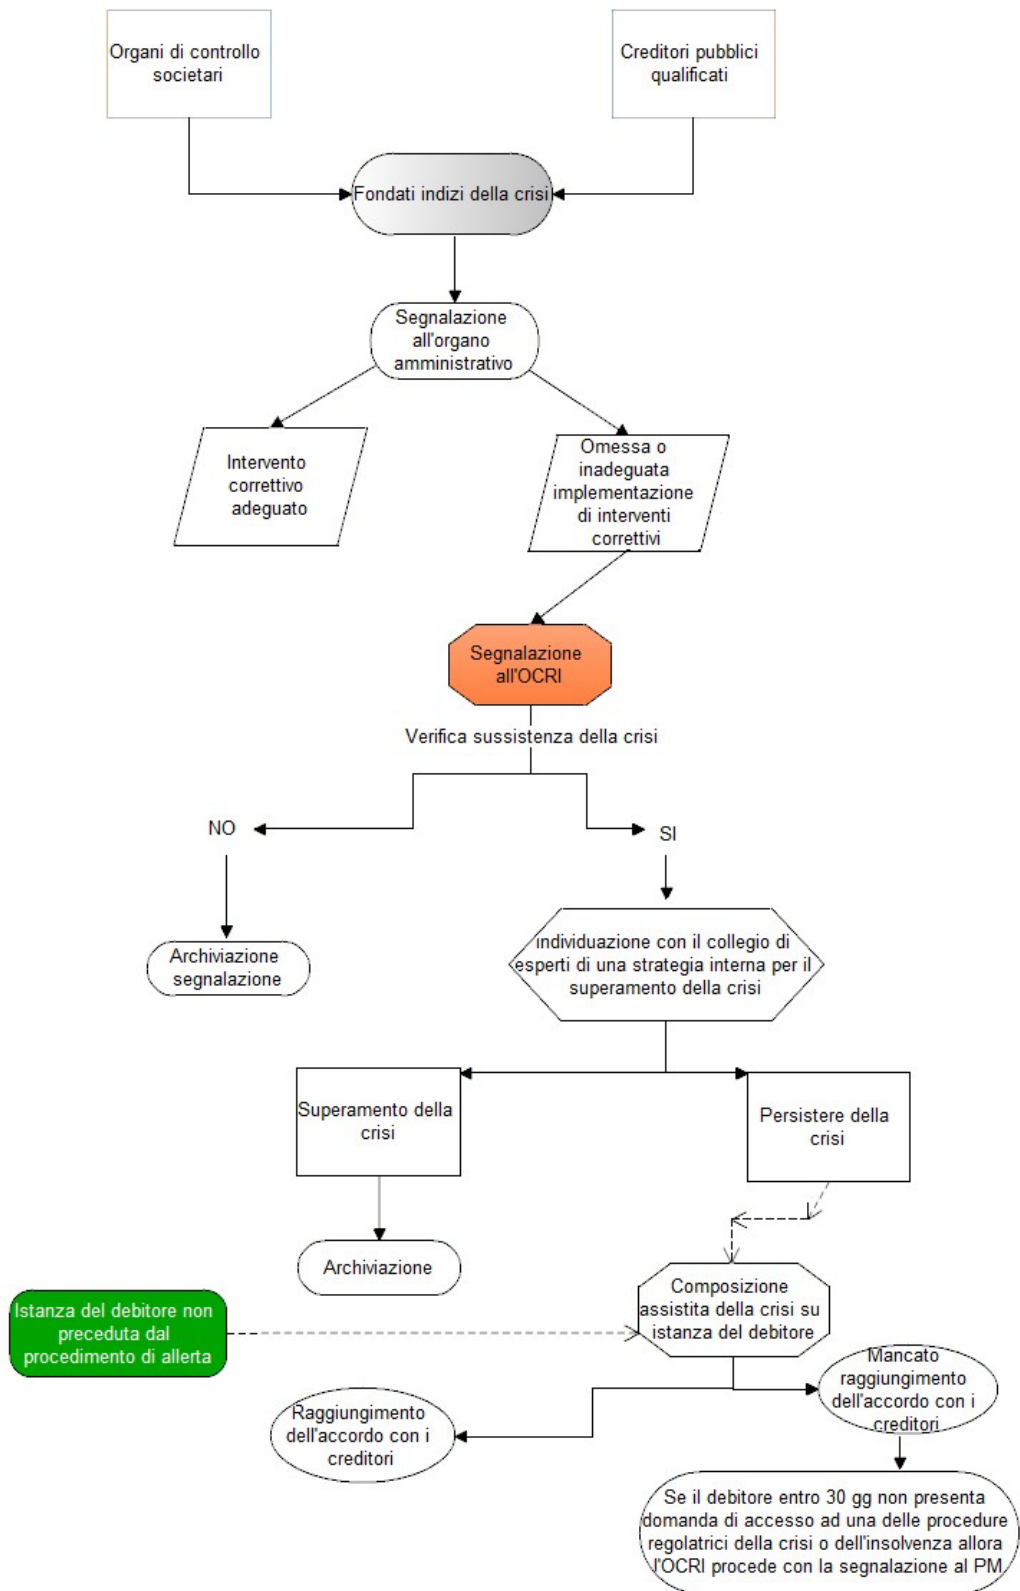 Organi di controllo
societari
Creditori pubblici
qualificati
Fondati indizi della crisi
Segnalazione
all'organo
amministrativo
Intervento
correttivo
adeguato
Omessa o
inadeguata
implementazione
di interventi
correttivi
Segnalazione
all'OCRI
Verifica sussistenza della crisi
NO
SI
Archiviazione
segnalazione
individuazione con il collegio di
esperti di una strategia interna per il
superamento della crisi
Superamento della
crisi
Persistere della
crisi
Archiviazione
Composizione
assistita della crisi su
istanza del debitore
Istanza del debitore non
preceduta dal
procedimento di allerta
Mancato
raggiungimento
dell'accordo con i
creditori
Raggiungimento
dell'accordo con i
creditori
Se il debitore entro 30 gg non presenta
domanda di accesso ad una delle procedure
regolatrici della crisi o dell'insolvenza allora
l'OCRI procede con la segnalazione al PM